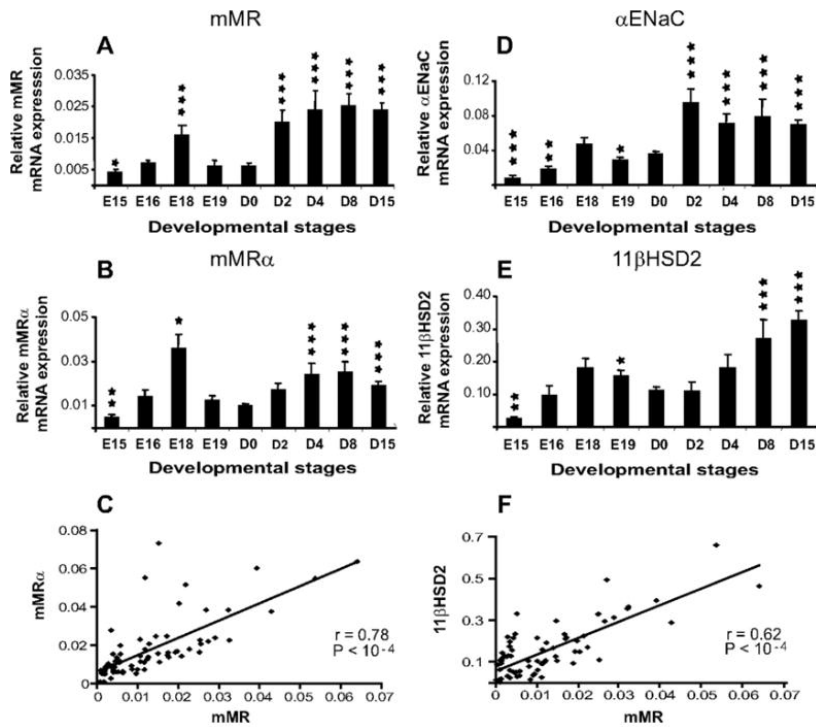 mMR
A
Relative mMR
mRNA expresssion
0.035
0.025
0.015
0.005
E15 E16 E18 E19 D0 D2 D4 D8 D15
Developmental stages
mMRα
B
Relative mMRα
mRNA expression
0.05
0.03
0.01
E15 E16 E18 E19 D0 D2 D4 D8 D15
Developmental stages
C
mMRα
0.08
0.06
0.04
0.02
0
r = 0.78
P < 10⁻⁴
0 0.01 0.02 0.03 0.04 0.05 0.06 0.07
mMR
αENaC
D
Relative αENaC
mRNA expression
0.12
0.08
0.04
E15 E16 E18 E19 D0 D2 D4 D8 D15
Developmental stages
11βHSD2
E
Relative 11βHSD2
mRNA expression
0.40
0.30
0.20
0.10
E15 E16 E18 E19 D0 D2 D4 D8 D15
Developmental stages
F
11βHSD2
0.7
0.5
0.3
0.1
r = 0.62
P < 10⁻⁴
0 0.01 0.02 0.03 0.04 0.05 0.06 0.07
mMR